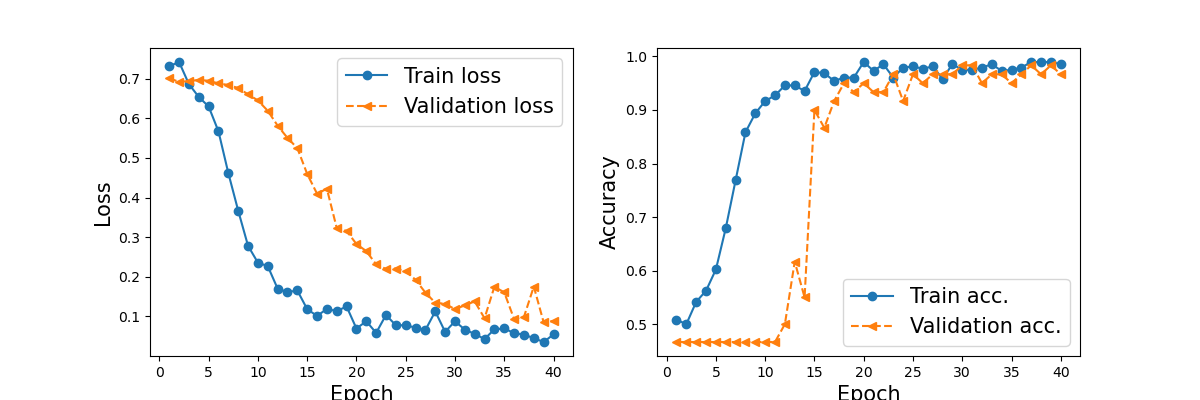 Train loss
Validation loss
Loss
0.7
0.6
0.5
0.4
0.3
0.2
0.1
0 5 10 15 20 25 30 35 40
Epoch
Accuracy
1.0
0.9
0.8
0.7
0.6
0.5
Train acc.
Validation acc.
0 5 10 15 20 25 30 35 40
Epoch